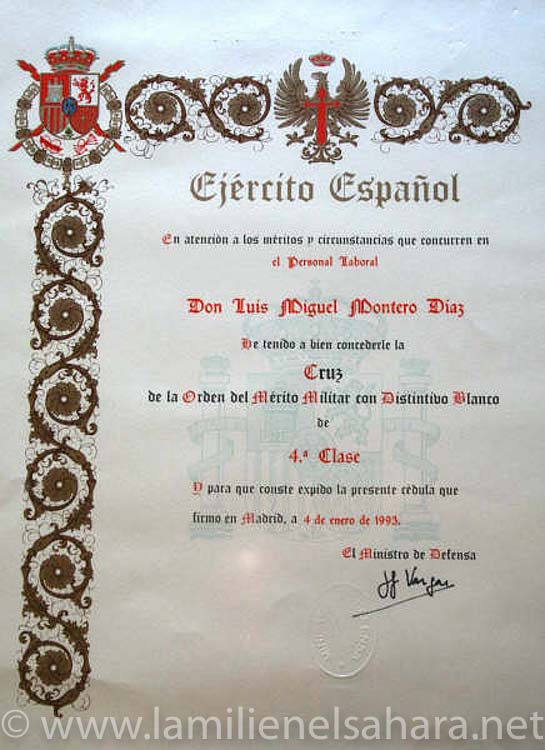 Ejército Español
En atención a los méritos y circunstancias que concurren en
el Personal Laboral
Don Luis Miguel Montero Diaz
He tenido a bien concederle la
Cruz
de la Orden del Mérito Militar con Distintivo Blanco
de
4.ª Clase
Y para que conste expido la presente cédula que
firmo en Madrid, a 4 de enero de 1993.
El Ministro de Defensa
© www.lamilienelsahara.net